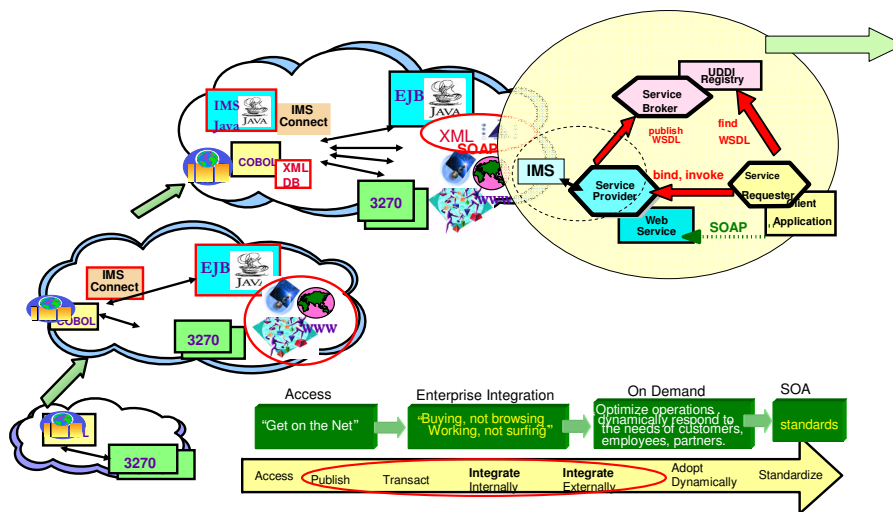 UDDI
Registry
Service
Broker
publish
WSDL
find
WSDL
IMS
Java
JAVA
IMS
Connect
EJB
JAVA
XML
SOAP
COBOL
XML
DB
3270
www
IMS
Service
Provider
bind, invoke
Service
Requester
Client
Application
Web
Service
SOAP
IMS
Connect
EJB
JAVA
COBOL
3270
www
3270
Access
Enterprise Integration
On Demand
SOA
“Get on the Net”
“Buying, not browsing
Working, not surfing”
Optimize operations,
dynamically respond to
the needs of customers,
employees, partners.
standards
Access
Publish
Transact
Integrate
Internally
Integrate
Externally
Adopt
Dynamically
Standardize